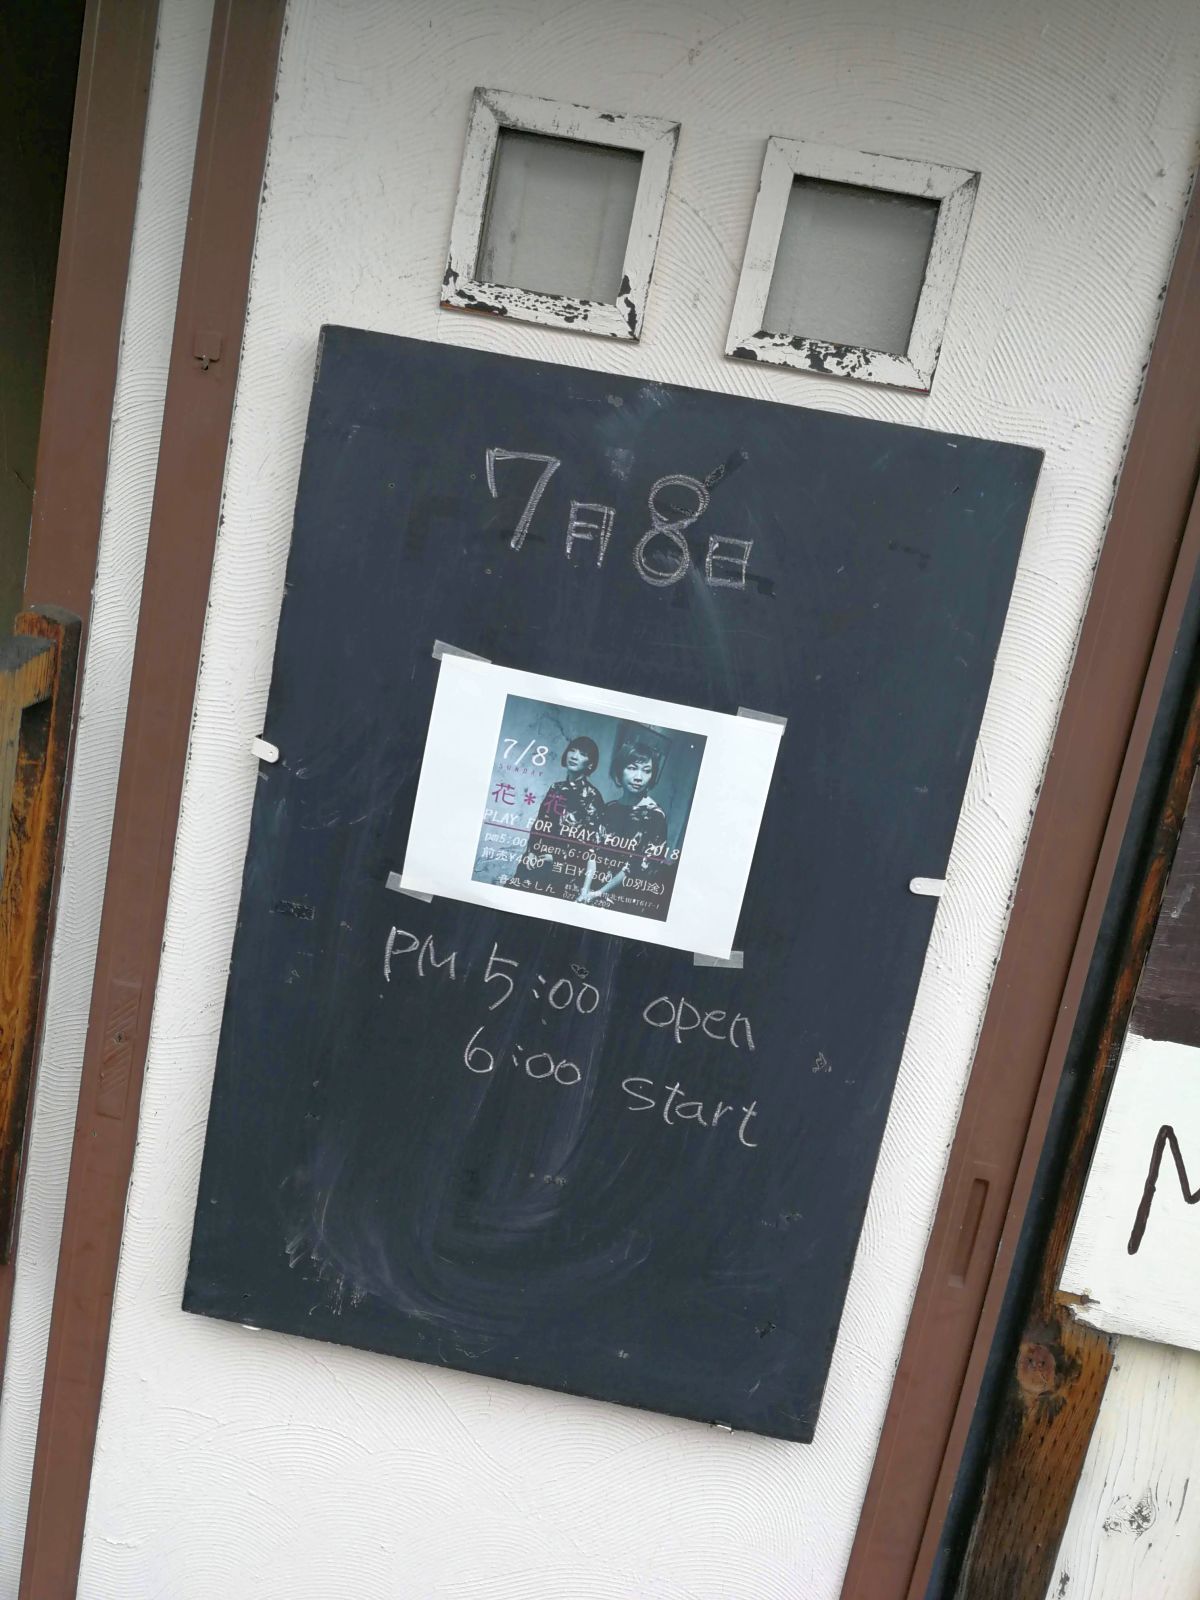 7月8日
7/8
SUNDAY
花*花
PLAY FOR PRAY TOUR 2018
pm5:00 open 6:00start
前売¥4000 当日¥4500 (D別途)
音処きしん
PM 5:00 open
6:00 start
M